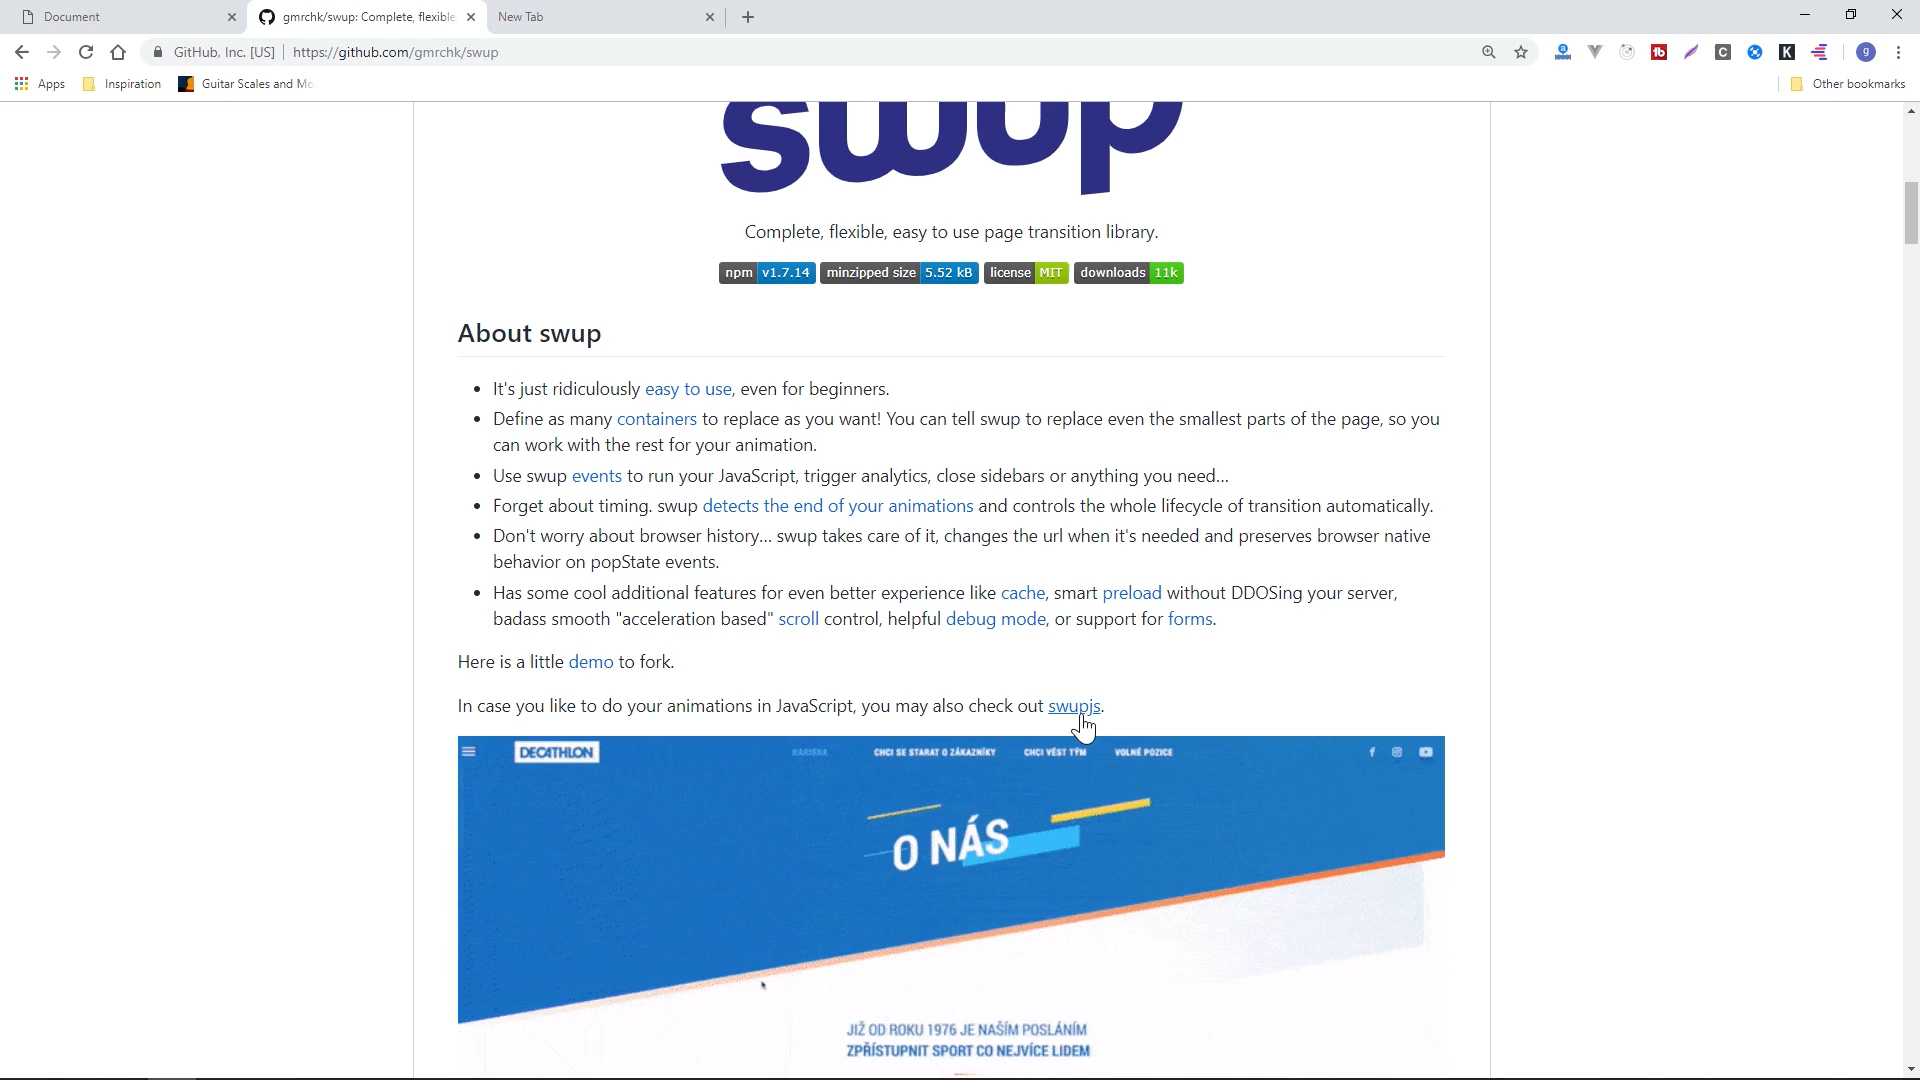 Document
gmrchk/swup: Complete, flexible
New Tab
GitHub, Inc. [US] | https://github.com/gmrchk/swup
Apps
Inspiration
Guitar Scales and Mo
Other bookmarks
swup
Complete, flexible, easy to use page transition library.
npm v1.7.14 minzipped size 5.52 kB license MIT downloads 11k
About swup
It's just ridiculously easy to use, even for beginners.
Define as many containers to replace as you want! You can tell swup to replace even the smallest parts of the page, so you
can work with the rest for your animation.
Use swup events to run your JavaScript, trigger analytics, close sidebars or anything you need...
Forget about timing. swup detects the end of your animations and controls the whole lifecycle of transition automatically.
Don't worry about browser history... swup takes care of it, changes the url when it's needed and preserves browser native
behavior on popState events.
Has some cool additional features for even better experience like cache, smart preload without DDOSing your server,
badass smooth "acceleration based" scroll control, helpful debug mode, or support for forms.
Here is a little demo to fork.
In case you like to do your animations in JavaScript, you may also check out swupjs.
DECATHLON
KARIÉRA CHCI SE STARAT O ZÁKAZNÍKY CHCI VÉST TÝM VOLNÉ POZICE
O NÁS
JIŽ OD ROKU 1976 JE NAŠÍM POSLÁNÍM
ZPŘÍSTUPNIT SPORT CO NEJVÍCE LIDEM